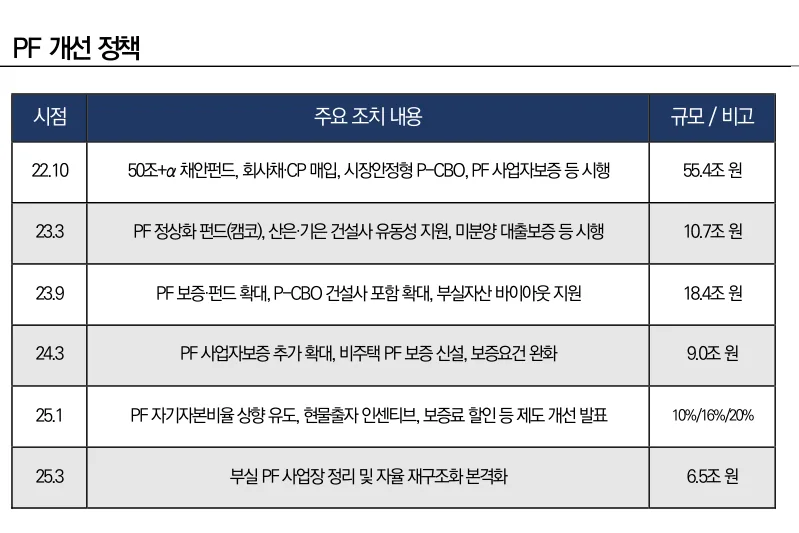 PF 개선 정책
시점 주요 조치 내용 규모 / 비고
22.10 50조+α 채안펀드, 회사채·CP 매입, 시장안정형 P-CBO, PF 사업자보증 등 시행 55.4조 원
23.3 PF 정상화 펀드(캠코), 산은·기은 건설사 유동성 지원, 미분양 대출보증 등 시행 10.7조 원
23.9 PF 보증·펀드 확대, P-CBO 건설사 포함 확대, 부실자산 바이아웃 지원 18.4조 원
24.3 PF 사업자보증 추가 확대, 비주택 PF 보증 신설, 보증요건 완화 9.0조 원
25.1 PF 자기자본비율 상향 유도, 현물출자 인센티브, 보증료 할인 등 제도 개선 발표 10%/16%/20%
25.3 부실 PF 사업장 정리 및 자율 재구조화 본격화 6.5조 원